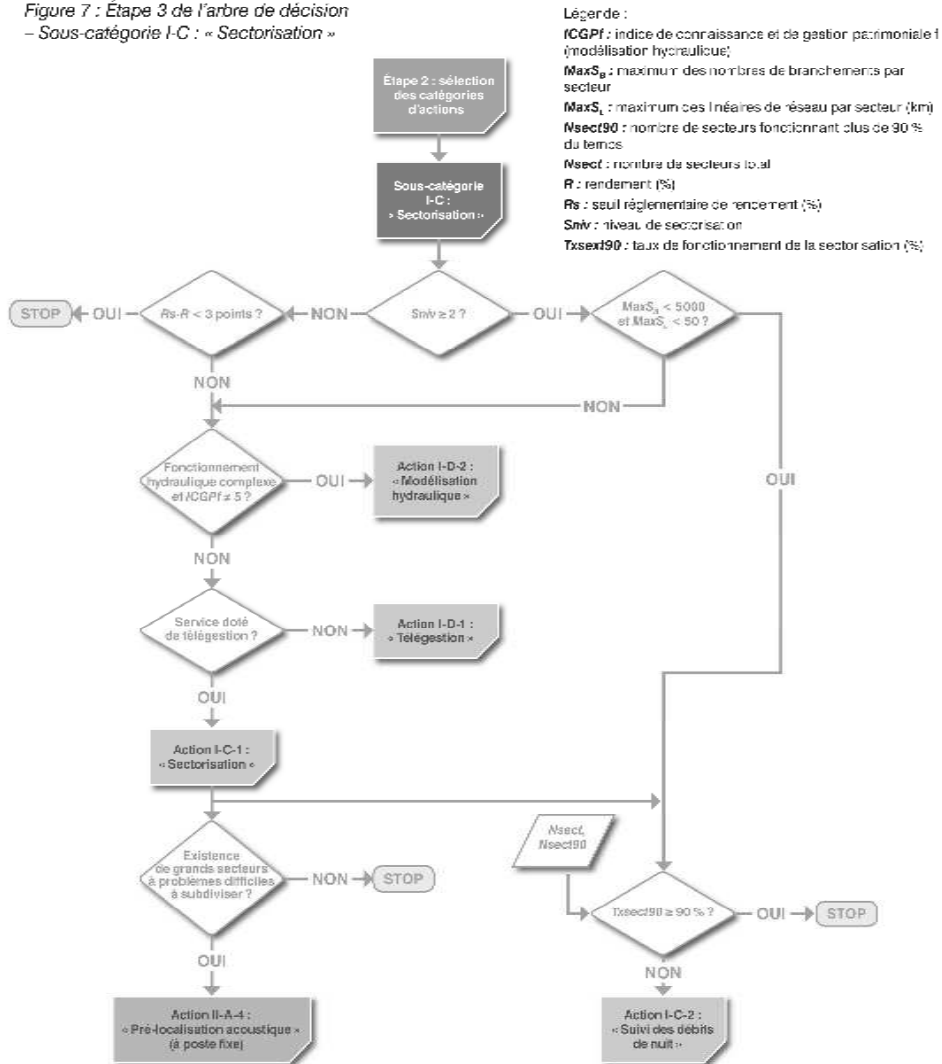 Figure 7 : Étape 3 de l'arbre de décision
– Sous-catégorie I-C : « Sectorisation »
Légende :
ICGPf : indice de connaissance et de gestion patrimoniale f
(modélisation hydraulique)
MaxS_B : maximum des nombres de branchements par
secteur
MaxS_L : maximum des linéaires de réseau par secteur (km)
Nsect90 : nombre de secteurs fonctionnant plus de 90 %
du temps
Nsect : nombre de secteurs total
R : rendement (%)
Rs : seuil réglementaire de rendement (%)
Sniv : niveau de sectorisation
Txsext90 : taux de fonctionnement de la sectorisation (%)
Étape 2 : sélection
des catégories
d'actions
Sous-catégorie
I-C :
« Sectorisation »
STOP
OUI
Rs-R < 3 points ?
NON
Sniv ≥ 2 ?
OUI
MaxS_B < 5000
et MaxS_L < 50 ?
NON
NON
OUI
Fonctionnement
hydraulique complexe
et ICGPf ≠ 5 ?
OUI
Action I-D-2 :
« Modélisation
hydraulique »
NON
Service doté
de télégestion ?
NON
Action I-D-1 :
« Télégestion »
OUI
Action I-C-1 :
« Sectorisation »
Existence
de grands secteurs
à problèmes difficiles
à subdiviser ?
NON
STOP
Nsect,
Nsect90
Txsect90 ≥ 90 % ?
OUI
STOP
OUI
NON
Action II-A-4 :
« Pré-localisation acoustique »
(à poste fixe)
Action I-C-2 :
« Suivi des débits
de nuit »